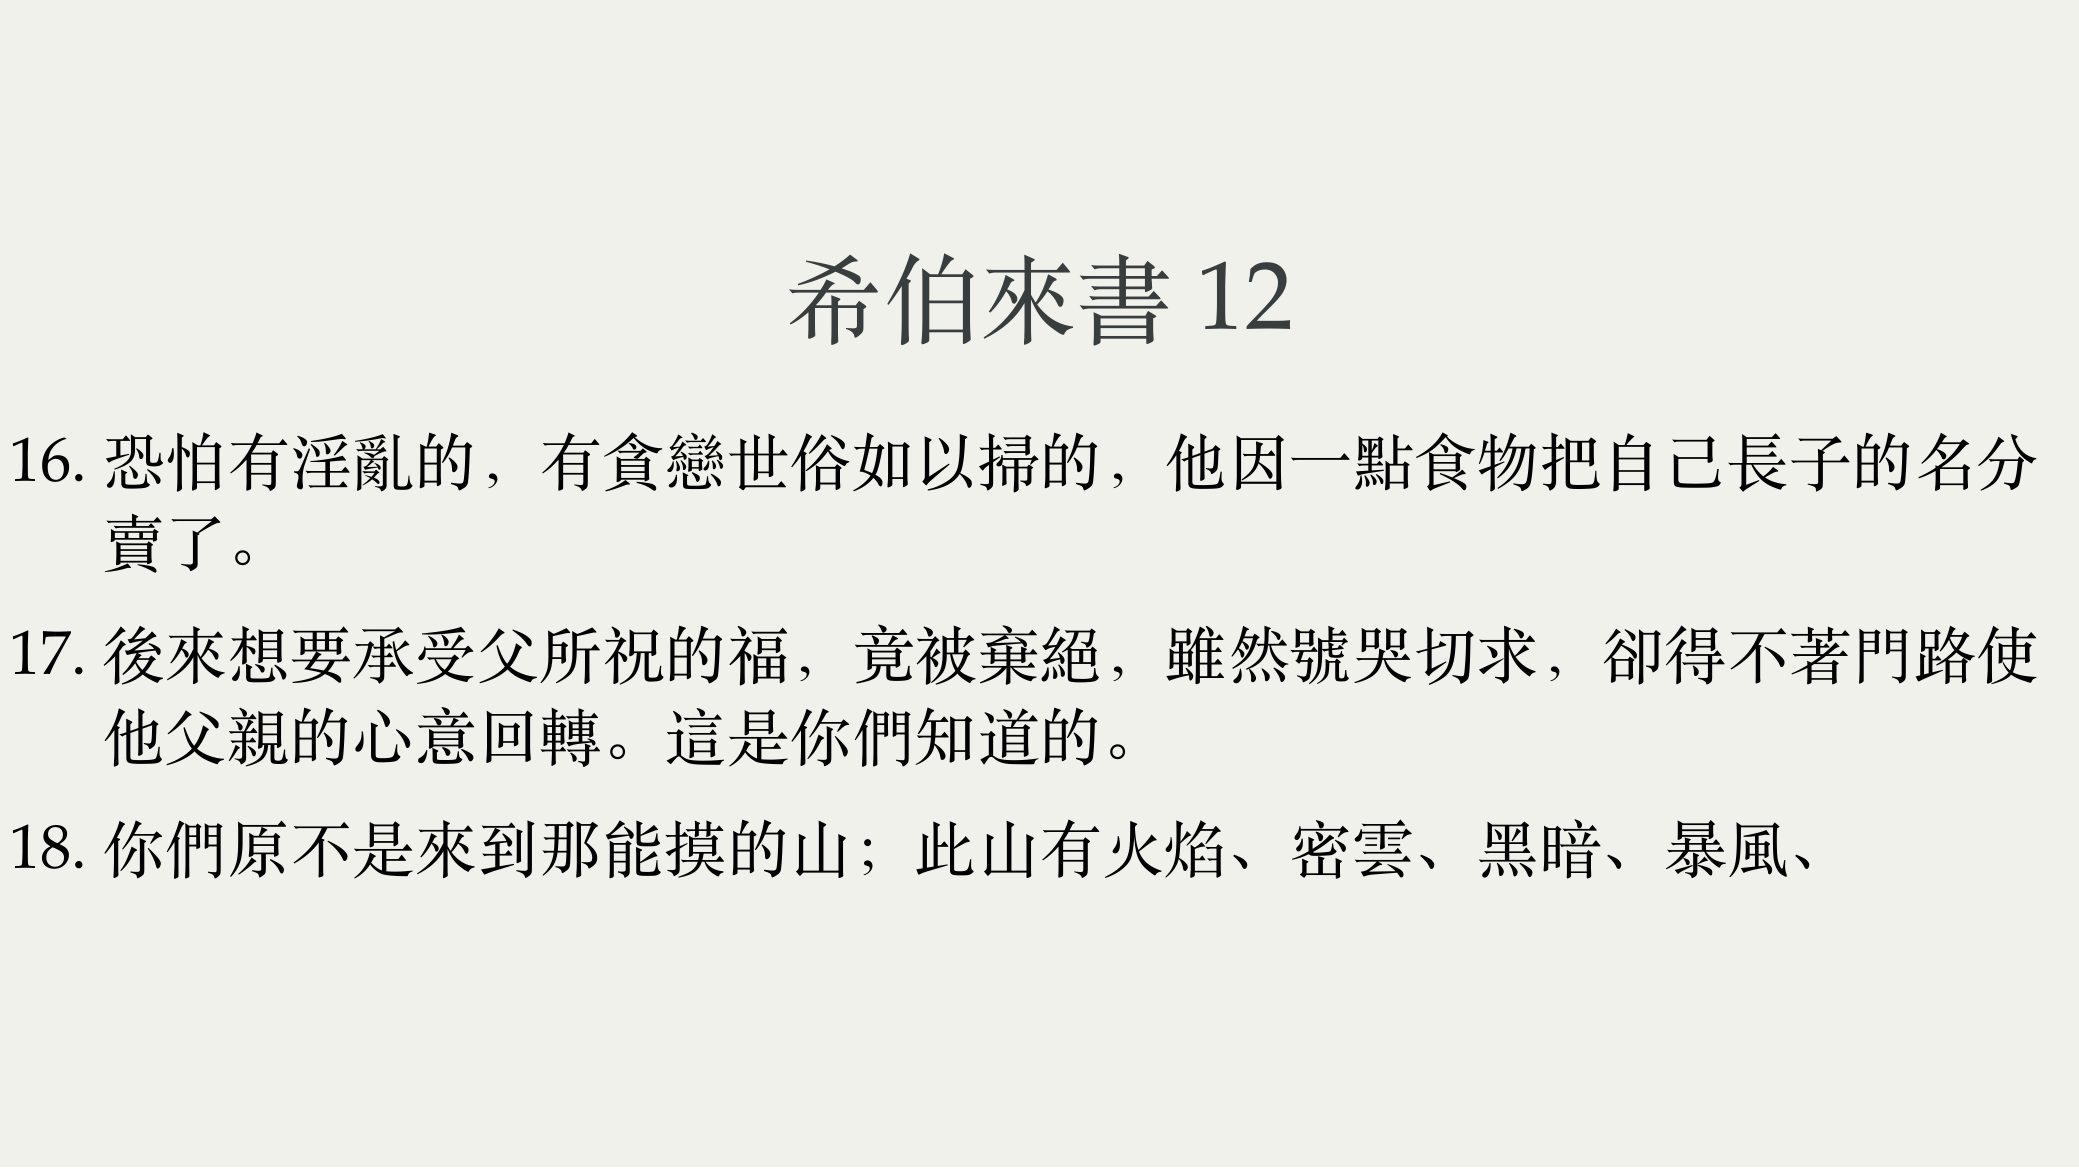 希伯來書 12
16. 恐怕有淫亂的，有貪戀世俗如以掃的，他因一點食物把自己長子的名分
賣了。
17. 後來想要承受父所祝的福，竟被棄絕，雖然號哭切求，卻得不著門路使
他父親的心意回轉。這是你們知道的。
18. 你們原不是來到那能摸的山；此山有火焰、密雲、黑暗、暴風、